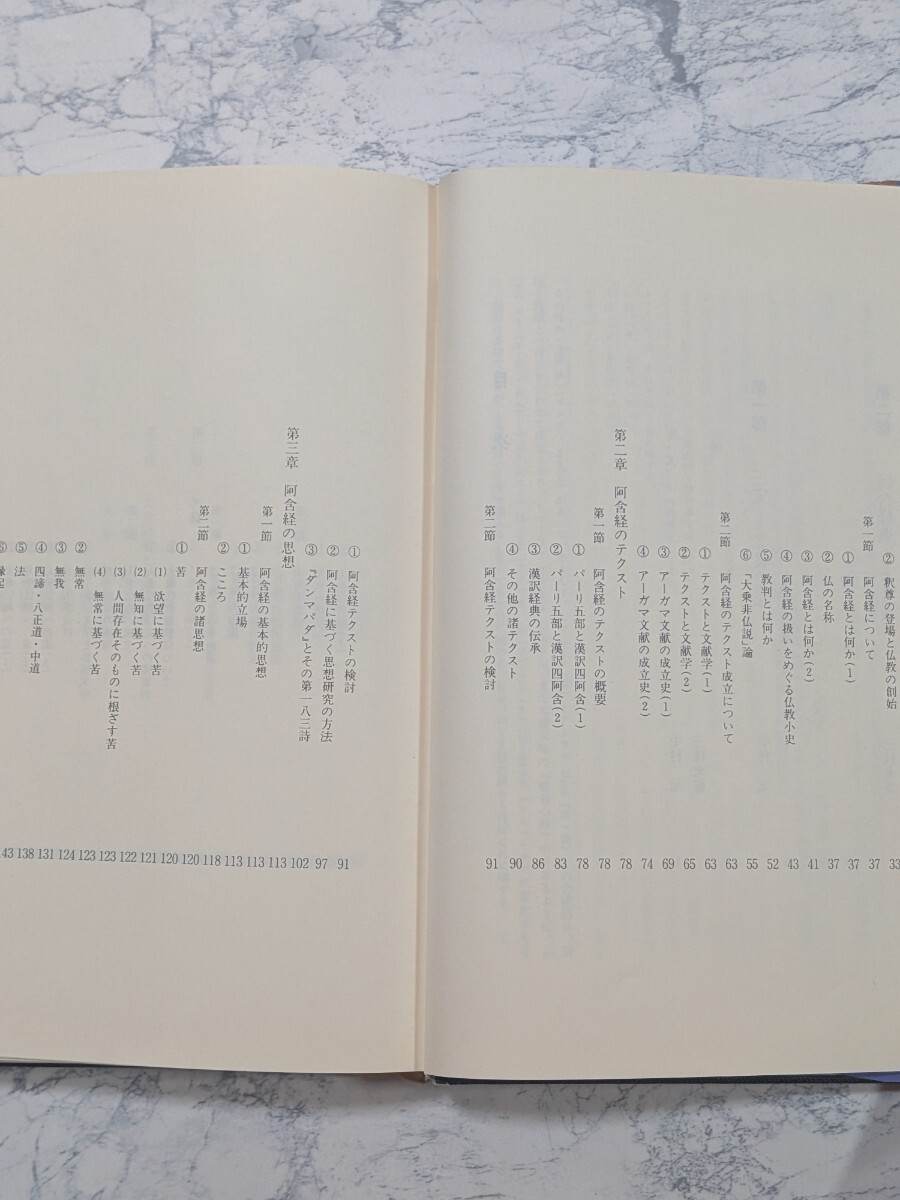 ② 釈尊の登場と仏教の創始 33
第一節 阿含経について 37
① 阿含経とは何か(1) 37
② 仏の名称 37
③ 阿含経とは何か(2) 41
④ 阿含経の扱いをめぐる仏教小史 43
⑤ 教判とは何か 52
⑥ 「大乗非仏説」論 55
第二節 阿含経のテクスト成立について 63
① テクストと文献学(1) 63
② テクストと文献学(2) 65
③ アーガマ文献の成立史(1) 69
④ アーガマ文献の成立史(2) 74
第二章 阿含経のテクスト 78
第一節 阿含経のテクストの概要 78
① パーリ五部と漢訳四阿含(1) 78
② パーリ五部と漢訳四阿含(2) 83
③ 漢訳経典の伝承 86
④ その他の諸テクスト 90
第二節 阿含経テクストの検討 91
① 阿含経テクストの検討 91
② 阿含経に基づく思想研究の方法 97
③ 『ダンマパダ』とその第一八三詩 102
第三章 阿含経の思想 113
第一節 阿含経の基本的思想 113
① 基本的立場 113
② こころ 118
第二節 阿含経の諸思想 120
① 苦 120
(1) 欲望に基づく苦 121
(2) 無知に基づく苦 122
(3) 人間存在そのものに根ざす苦 123
(4) 無常に基づく苦 123
② 無常 124
③ 無我 131
④ 四諦・八正道・中道 138
⑤ 法 143
⑥ 縁起